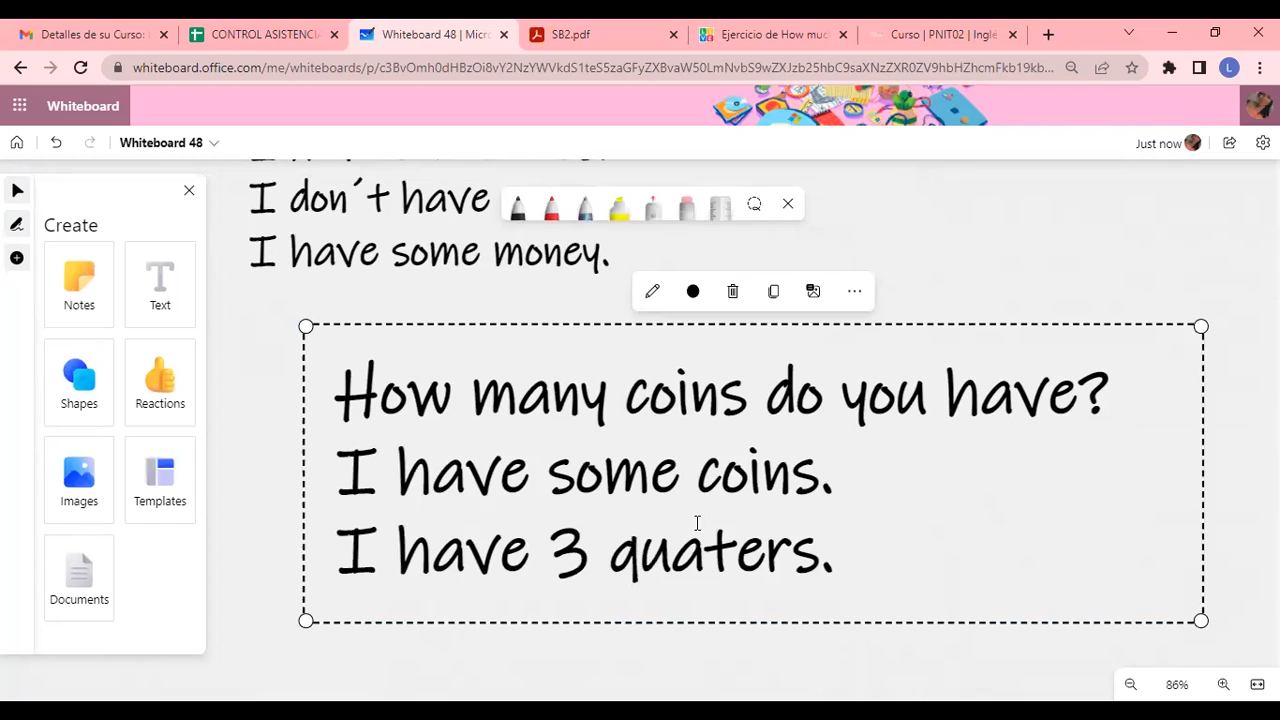 Detalles de su Curso:
CONTROL ASISTENCIA
Whiteboard 48 | Micr
SB2.pdf
Ejercicio de How muc
Curso | PNIT02 | Inglé
Whiteboard
Whiteboard 48
Just now
L
Create
Notes
Text
Shapes
Reactions
Images
Templates
Documents
I don´t have
I have some money.
How many coins do you have?
I have some coins.
I have 3 quaters.
86%